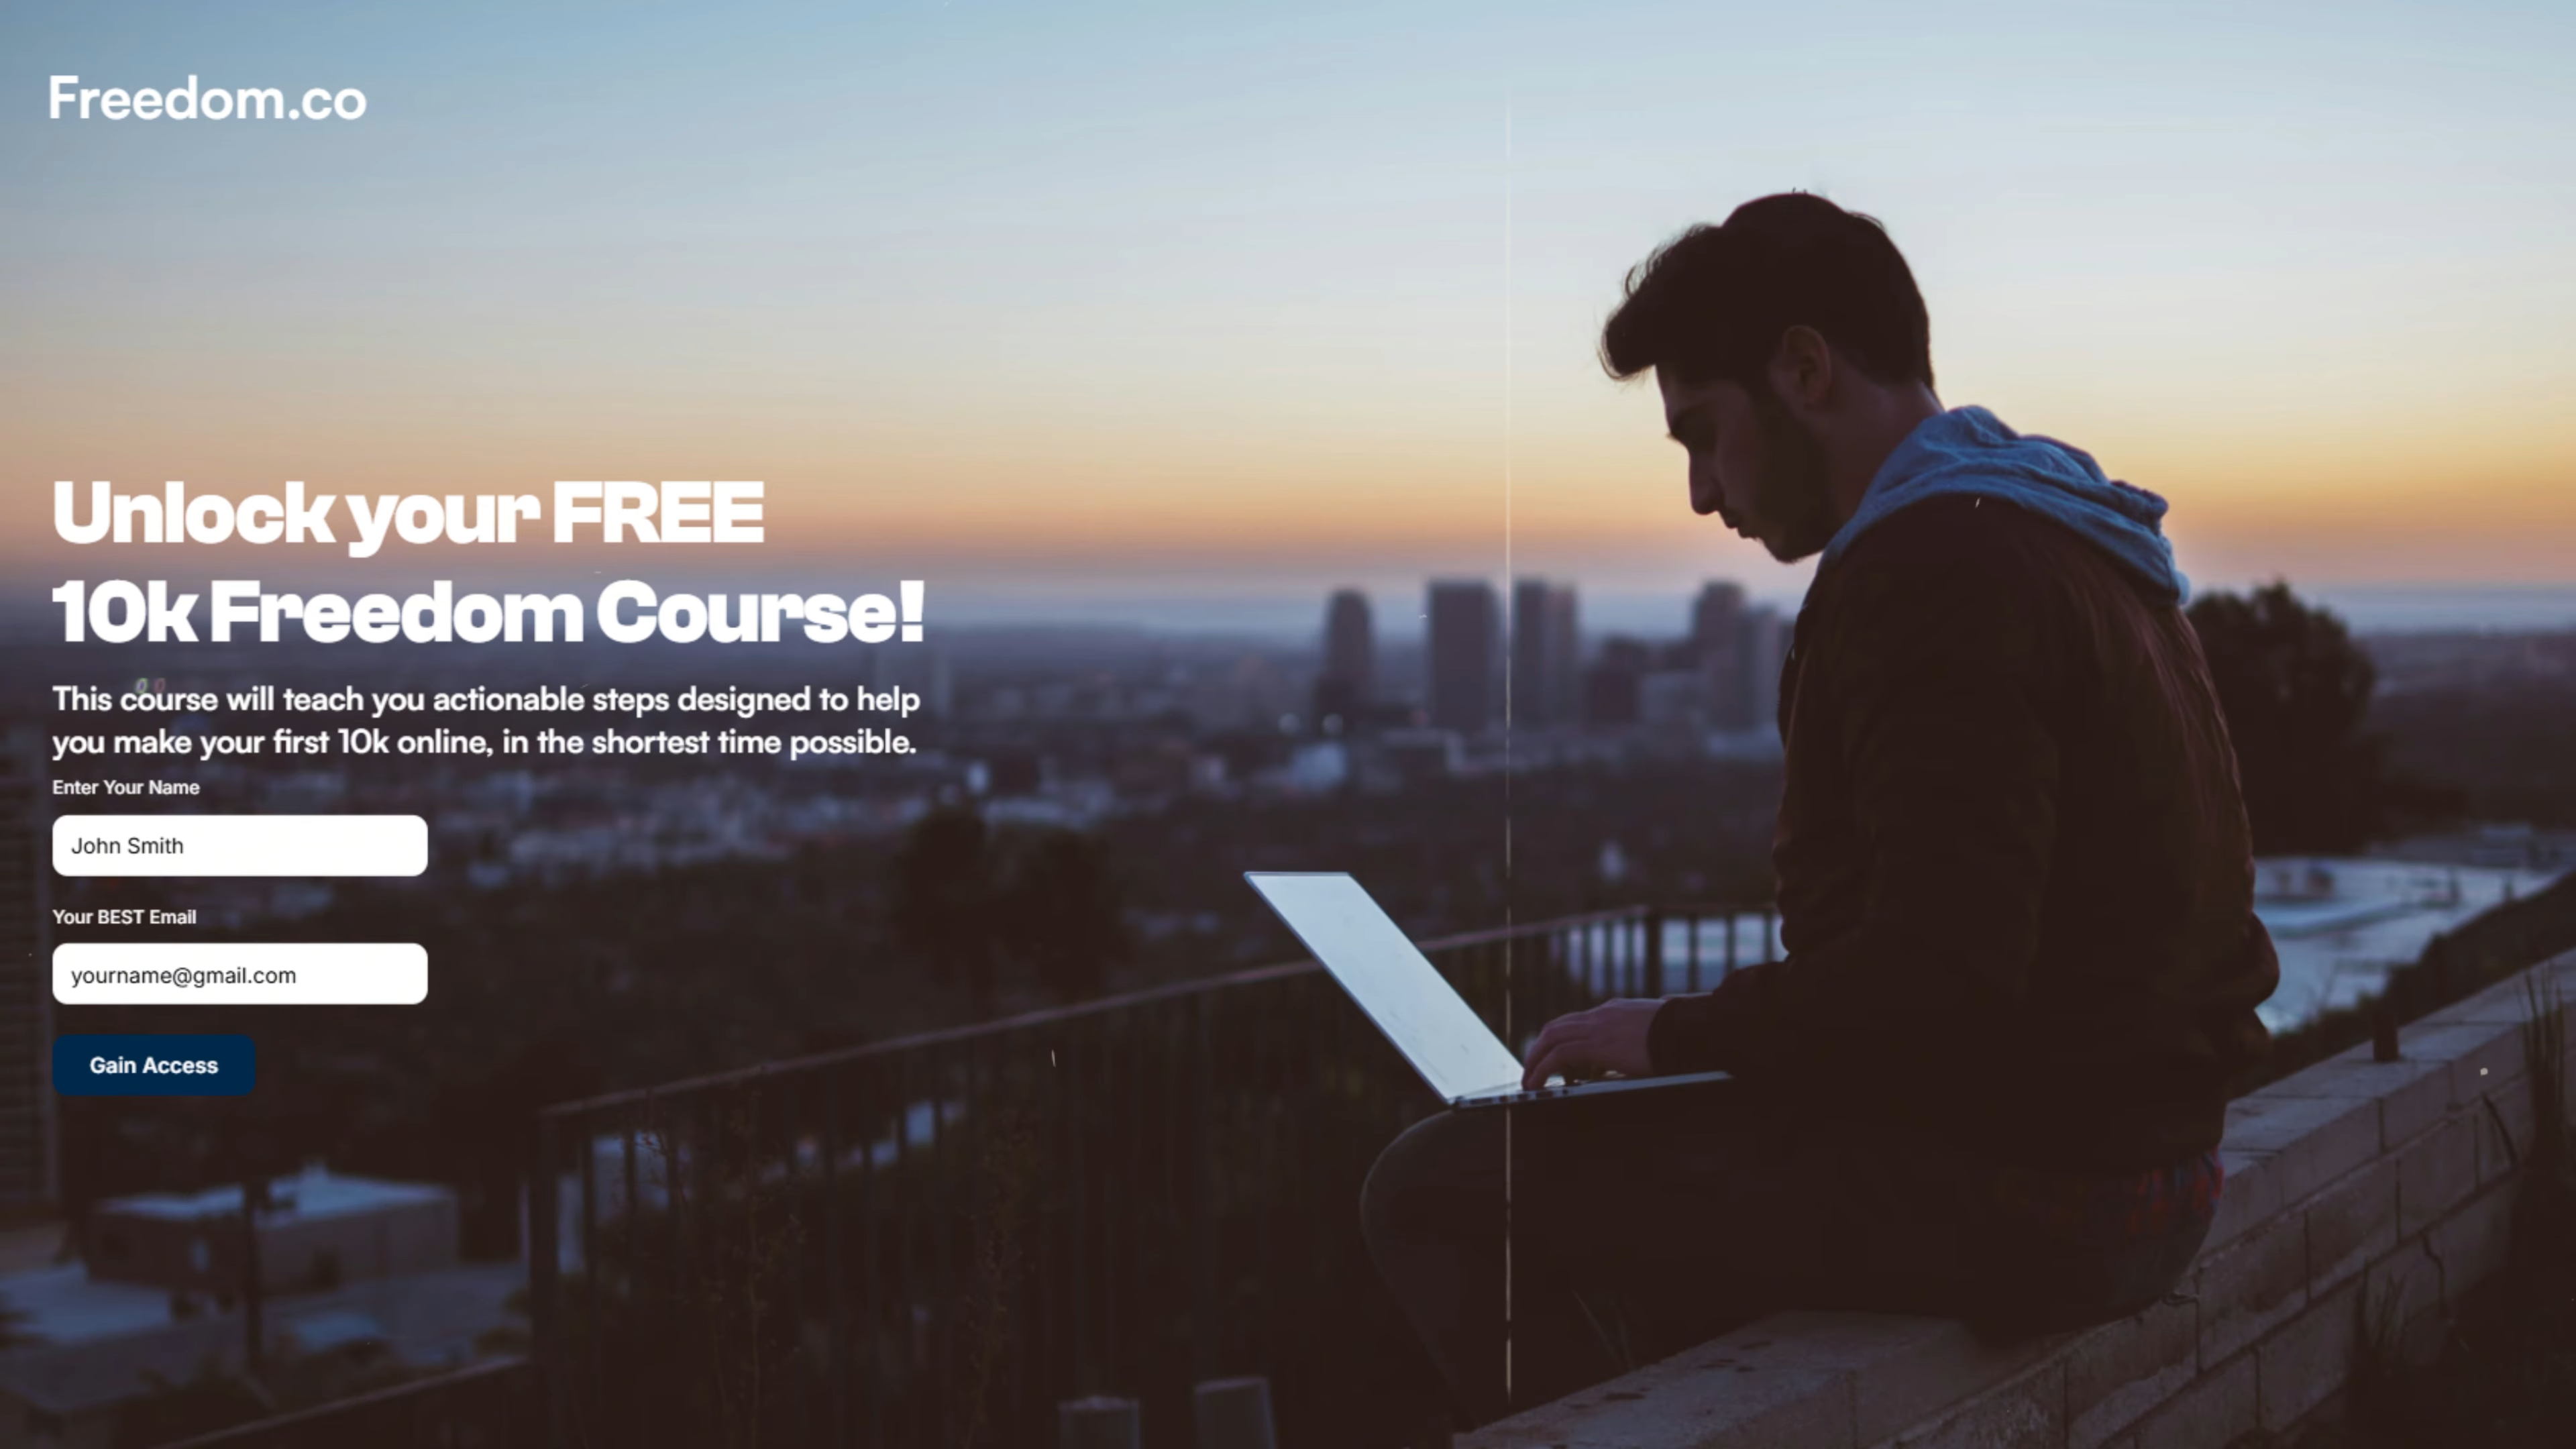 Freedom.co
Unlock your FREE
10k Freedom Course!
This course will teach you actionable steps designed to help
you make your first 10k online, in the shortest time possible.
Enter Your Name
John Smith
Your BEST Email
yourname@gmail.com
Gain Access